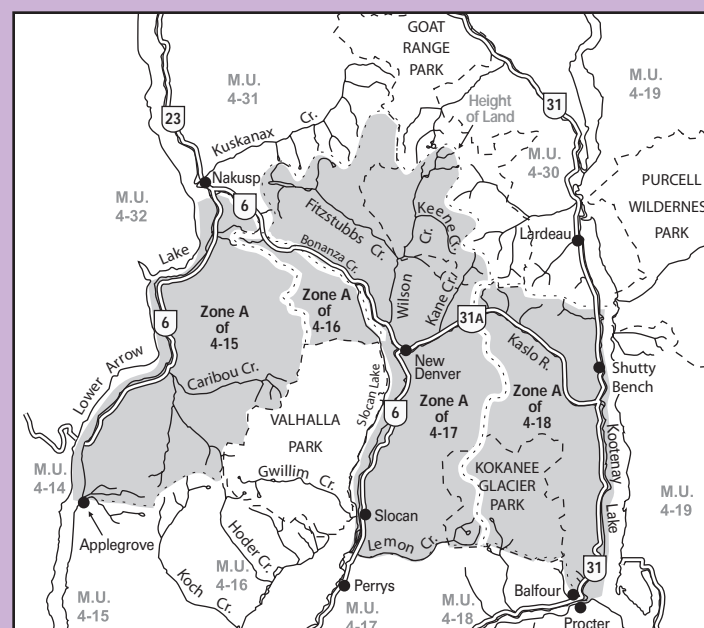 GOAT
RANGE
PARK
M.U.
4-31
M.U.
4-19
23
Kuskanax Cr.
Height
of Land
31
M.U.
4-30
Nakusp
6
M.U.
4-32
PURCELL
WILDERNES
PARK
Fitzstubbs Cr.
Keene Cr.
Cr.
Lardeau
Lake
Bonanza Cr.
Wilson
Kane Cr.
Zone A
of
4-15
Zone A
of
4-16
31A
6
Kaslo R.
New
Denver
Lower Arrow
Caribou Cr.
Slocan Lake
Shutty
Bench
Zone A
of
4-17
Zone A
of
4-18
6
VALHALLA
PARK
Kootenay
Lake
M.U.
4-14
Gwillim Cr.
KOKANEE
GLACIER
PARK
M.U.
4-19
Slocan
Applegrove
Hoder Cr.
Lemon Cr.
M.U.
4-16
Koch Cr.
31
Perrys
Balfour
M.U.
4-15
M.U.
4-17
M.U.
4-18
Procter